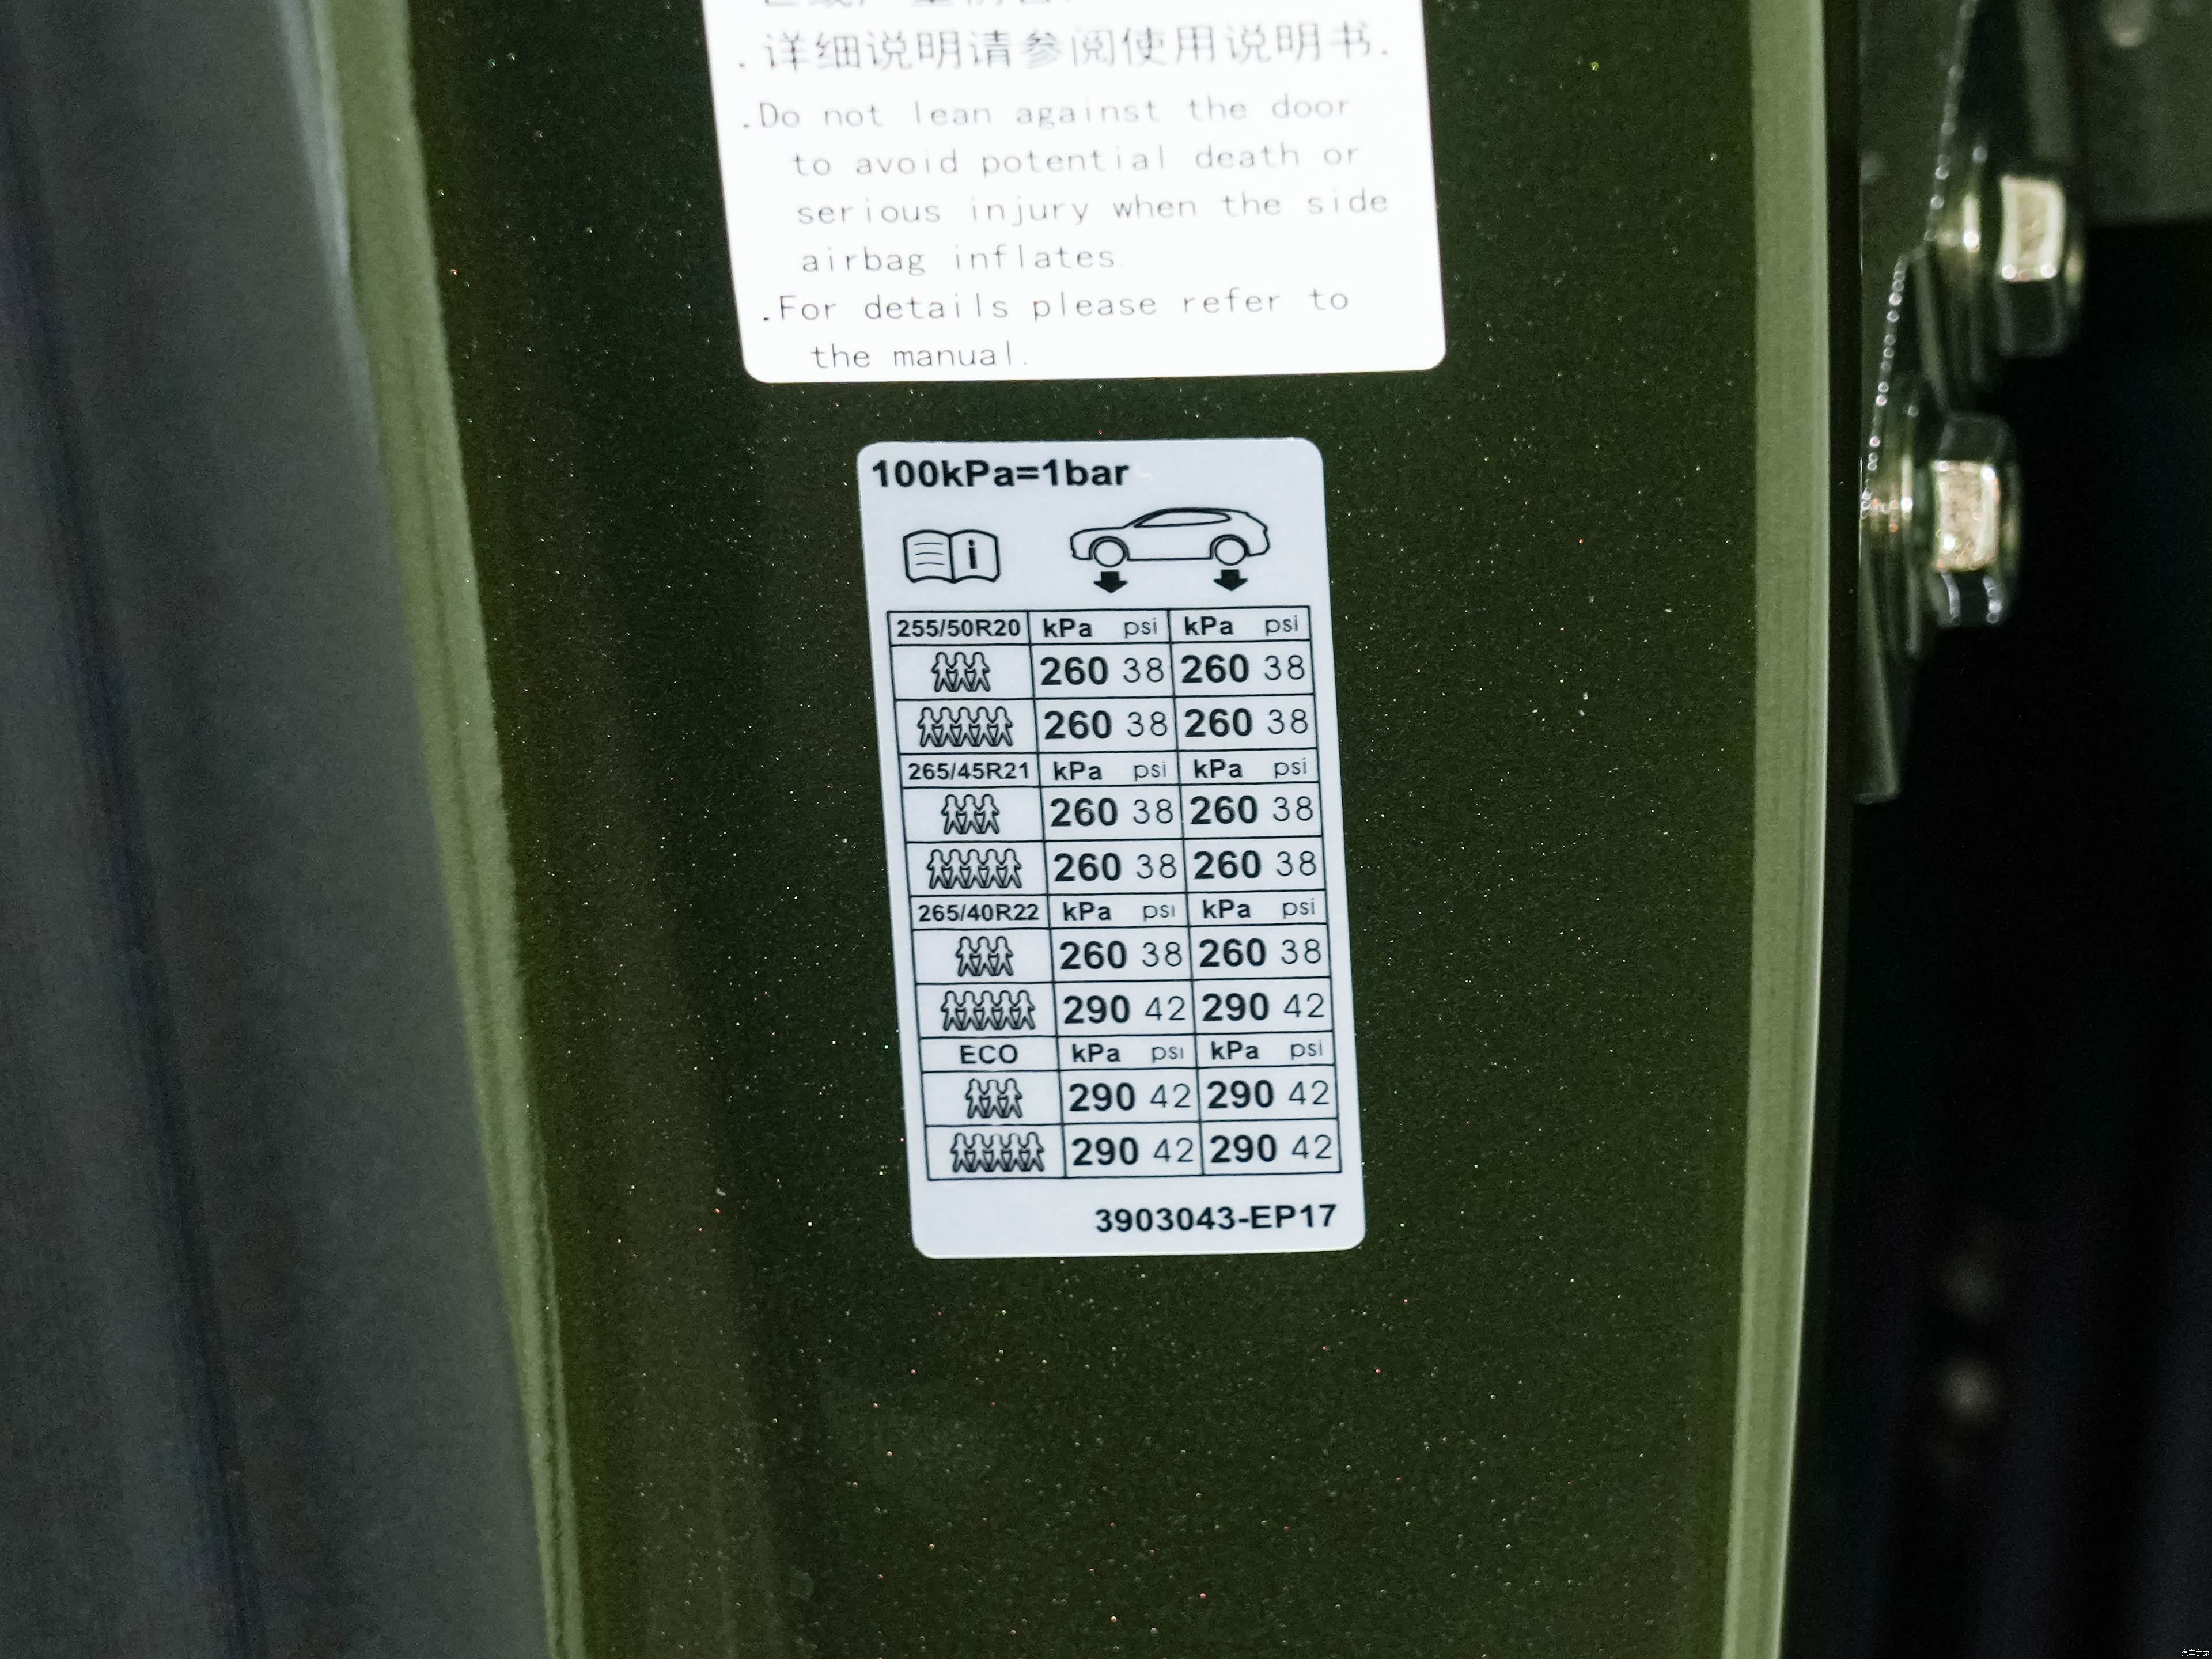 .详细说明请参阅使用说明书.
.Do not lean against the door
to avoid potential death or
serious injury when the side
airbag inflates.
.For details please refer to
the manual.
100kPa=1bar
i
255/50R20 kPa psi kPa psi
260 38 260 38
260 38 260 38
265/45R21 kPa psi kPa psi
260 38 260 38
260 38 260 38
265/40R22 kPa psi kPa psi
260 38 260 38
290 42 290 42
ECO kPa psi kPa psi
290 42 290 42
290 42 290 42
3903043-EP17
汽车之家